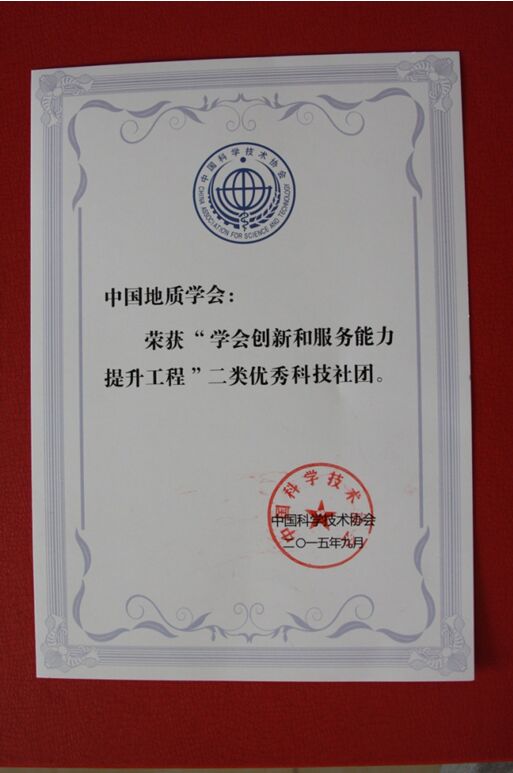 中国科学技术协会
CHINA ASSOCIATION FOR SCIENCE AND TECHNOLOGY
中国地质学会：
荣获“学会创新和服务能力
提升工程”二类优秀科技社团。
中国科学技术协会
中国科学技术协会
二〇一五年九月